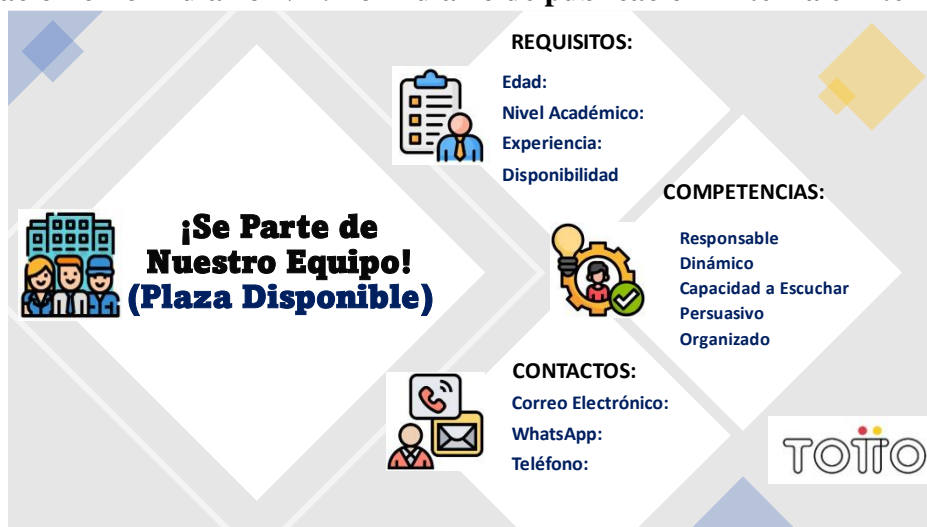 REQUISITOS:
Edad:
Nivel Académico:
Experiencia:
Disponibilidad
COMPETENCIAS:
Responsable
Dinámico
Capacidad a Escuchar
Persuasivo
Organizado
¡Se Parte de
Nuestro Equipo!
(Plaza Disponible)
CONTACTOS:
Correo Electrónico:
WhatsApp:
Teléfono:
TOTTO